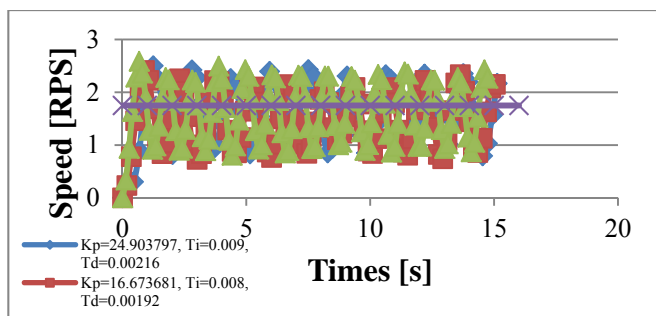 3
2
1
0
Speed [RPS]
0
5
10
15
20
Times [s]
Kp=24.903797, Ti=0.009,
Td=0.00216
Kp=16.673681, Ti=0.008,
Td=0.00192